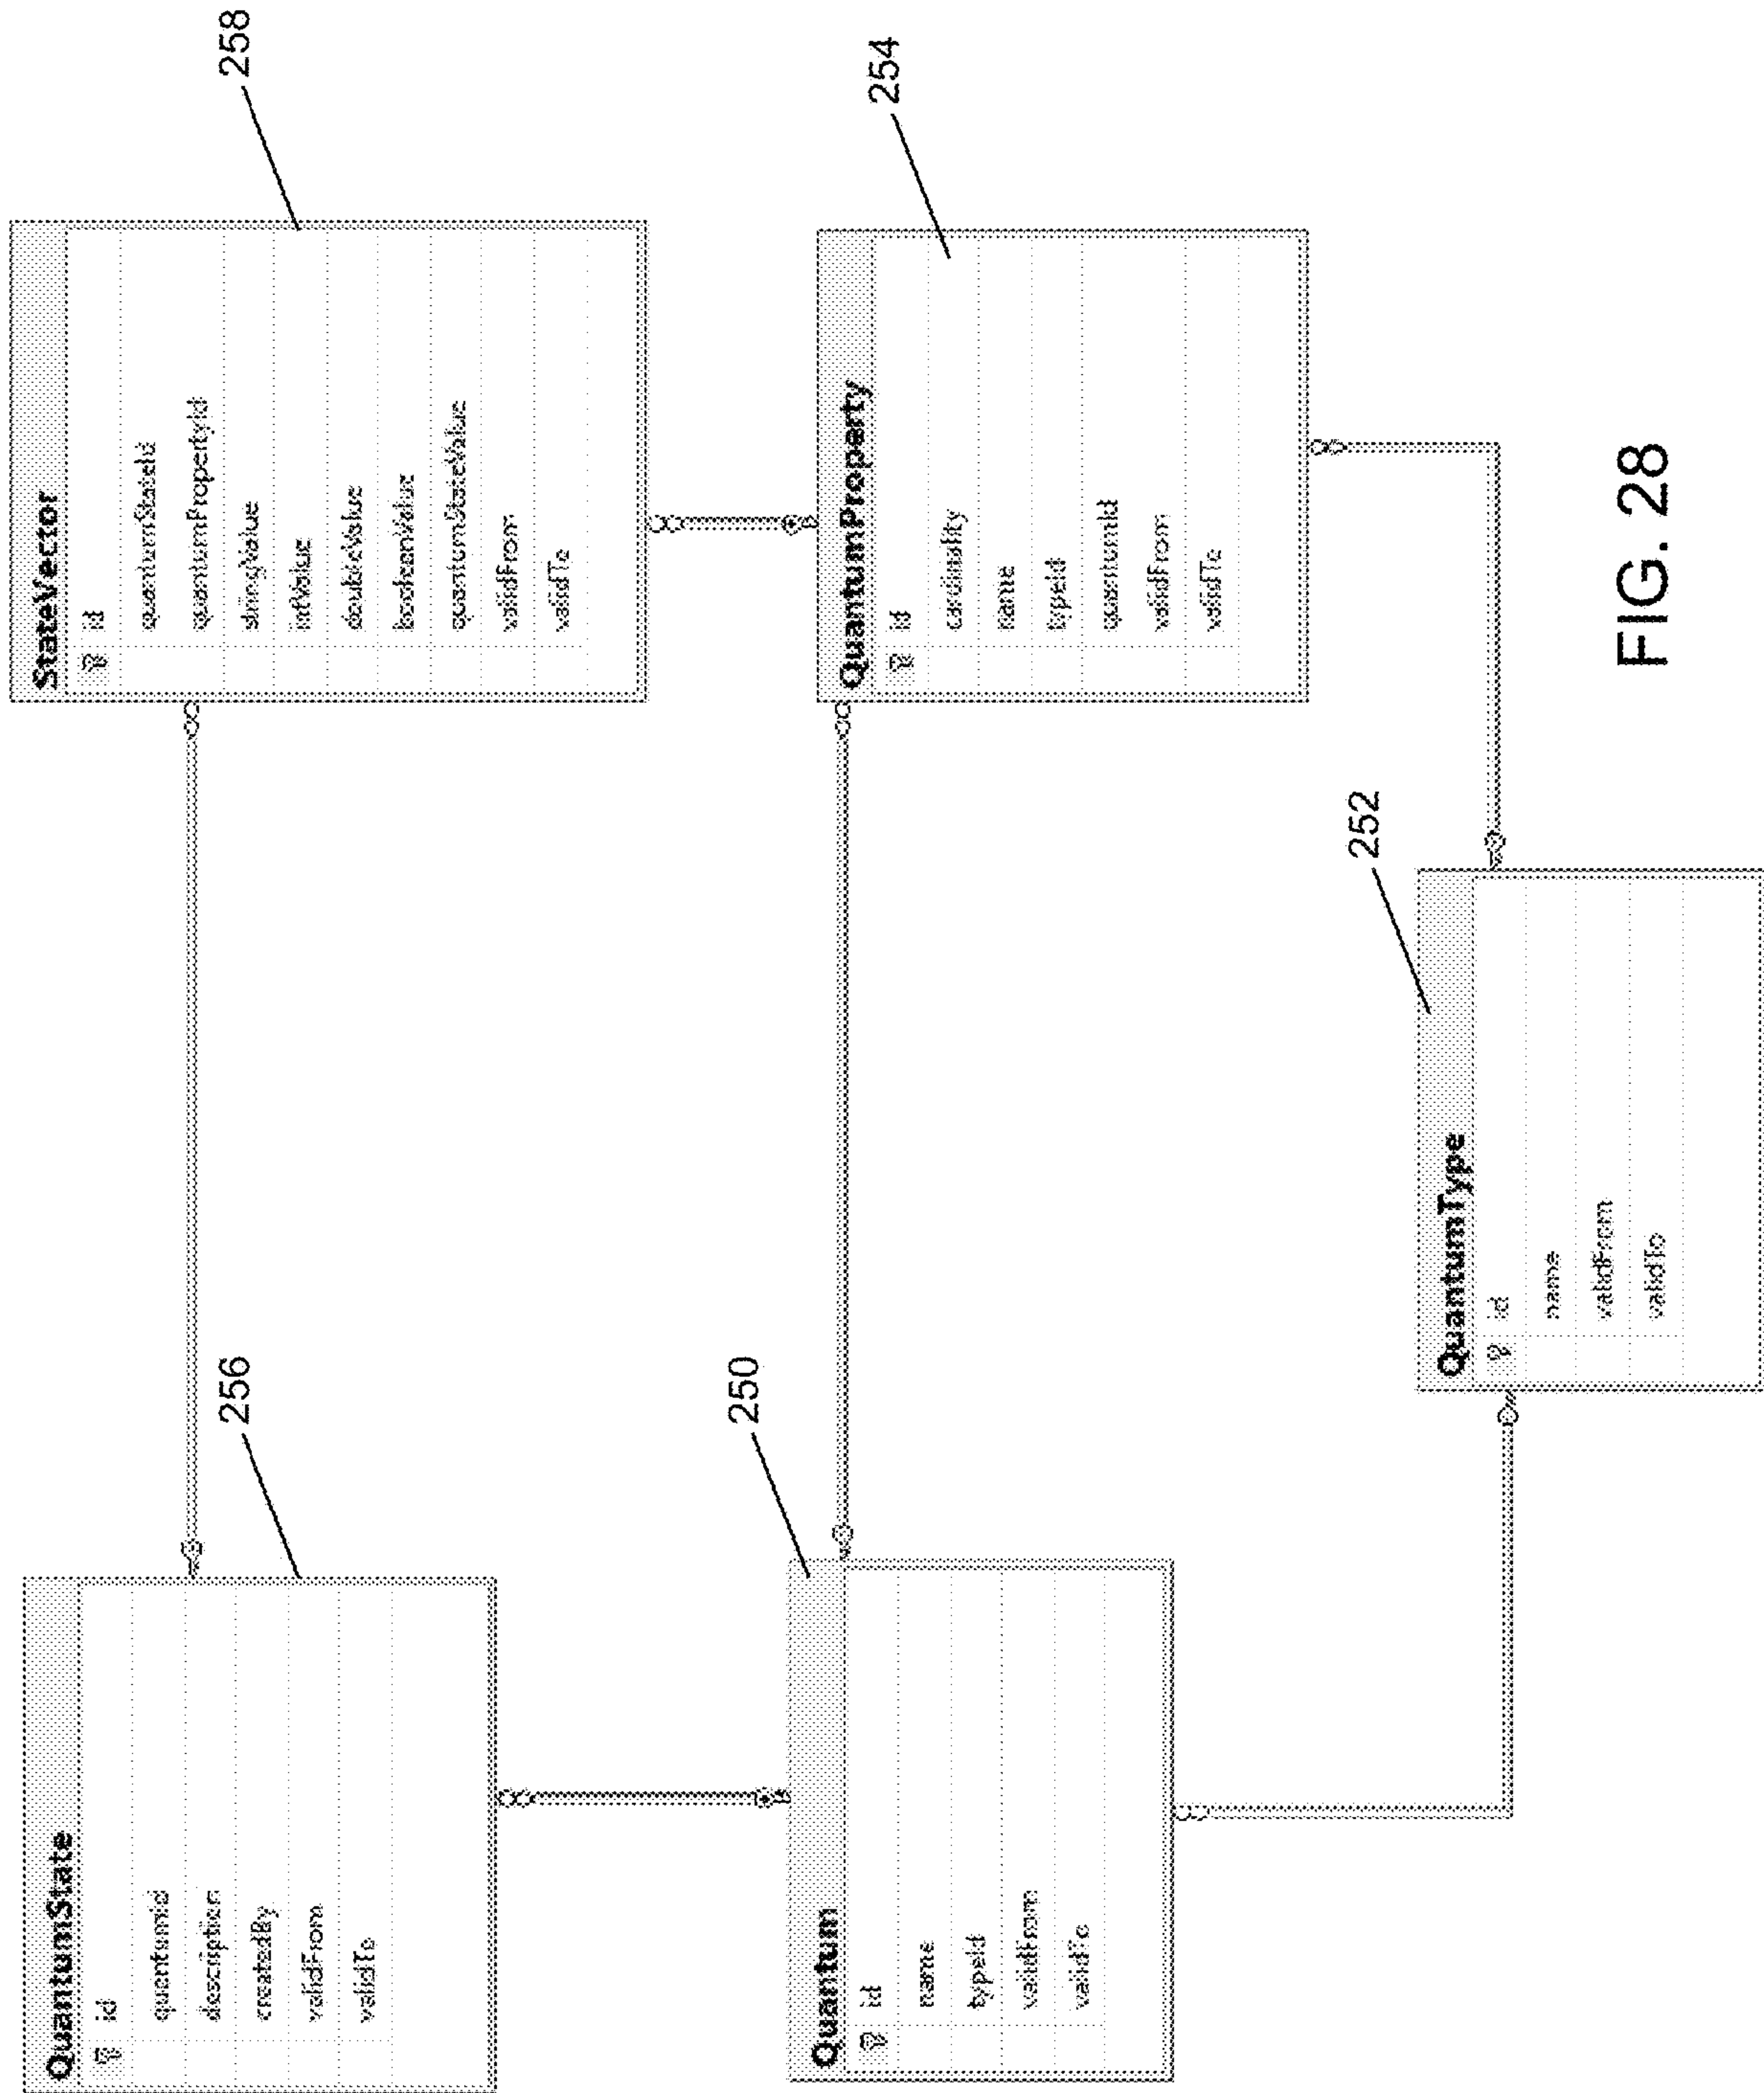 QuantumState
id
quantumId
description
createdBy
validFrom
validTo
256
StateVector
id
quantumStateId
quantumPropertyId
stringValue
intValue
doubleValue
booleanValue
quantumStateValue
validFrom
validTo
258
Quantum
id
name
typeId
validFrom
validTo
250
QuantumProperty
id
cardinality
name
typeId
quantumId
validFrom
validTo
254
QuantumType
id
name
validFrom
validTo
252
FIG. 28